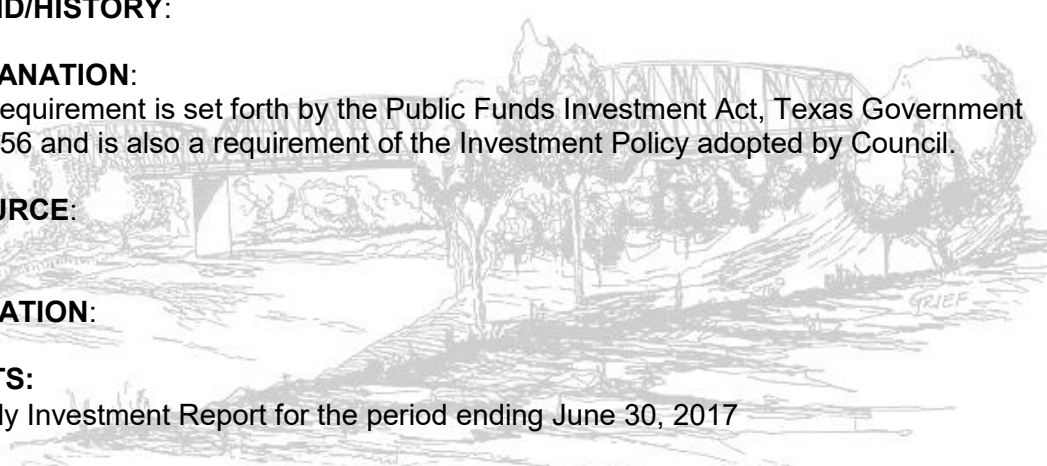 ND/HISTORY:
ANATION:
equirement is set forth by the Public Funds Investment Act, Texas Government
56 and is also a requirement of the Investment Policy adopted by Council.
URCE:
ATION:
GRIEF
TS:
ly Investment Report for the period ending June 30, 2017